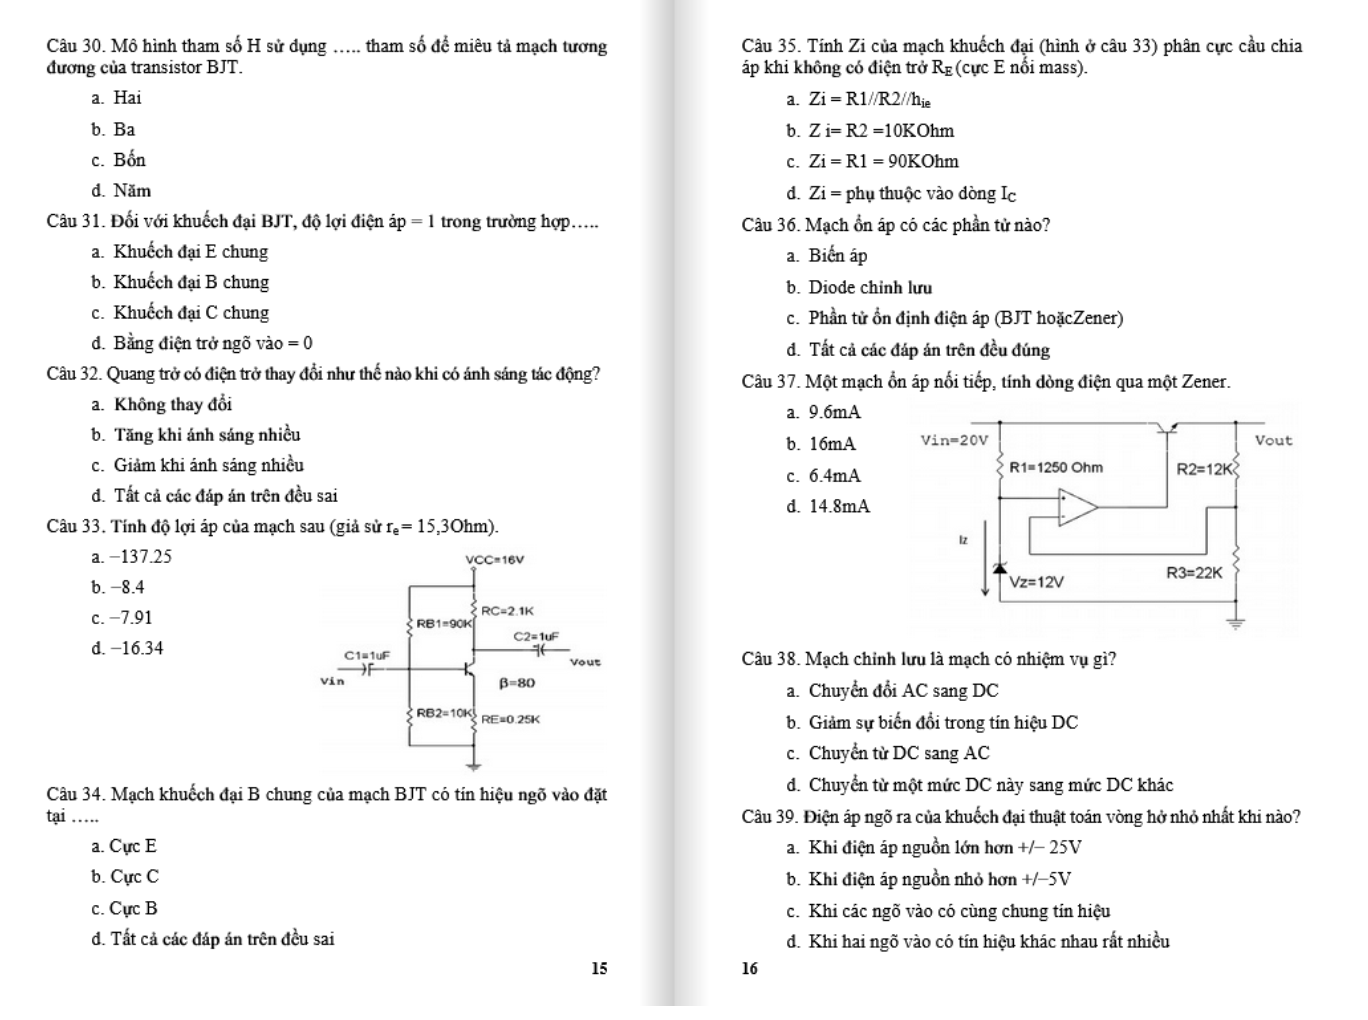 Câu 30. Mô hình tham số H sử dụng ….. tham số để miêu tả mạch tương
đương của transistor BJT.
a. Hai
b. Ba
c. Bốn
d. Năm
Câu 31. Đối với khuếch đại BJT, độ lợi điện áp = 1 trong trường hợp…..
a. Khuếch đại E chung
b. Khuếch đại B chung
c. Khuếch đại C chung
d. Bằng điện trở ngõ vào = 0
Câu 32. Quang trở có điện trở thay đổi như thế nào khi có ánh sáng tác động?
a. Không thay đổi
b. Tăng khi ánh sáng nhiều
c. Giảm khi ánh sáng nhiều
d. Tất cả các đáp án trên đều sai
Câu 33. Tính độ lợi áp của mạch sau (giả sử re = 15,3Ohm).
a. −137.25
b. −8.4
c. −7.91
d. −16.34
VCC=16V
RC=2.1K
RB1=90K
C2=1uF
C1=1uF
Vout
Vin
β=80
RB2=10K
RE=0.25K
Câu 34. Mạch khuếch đại B chung của mạch BJT có tín hiệu ngõ vào đặt
tại …..
a. Cực E
b. Cực C
c. Cực B
d. Tất cả các đáp án trên đều sai
15
Câu 35. Tính Zi của mạch khuếch đại (hình ở câu 33) phân cực cầu chia
áp khi không có điện trở RE (cực E nối mass).
a. Zi = R1//R2//hie
b. Z i= R2 =10KOhm
c. Zi = R1 = 90KOhm
d. Zi = phụ thuộc vào dòng IC
Câu 36. Mạch ổn áp có các phần tử nào?
a. Biến áp
b. Diode chỉnh lưu
c. Phần tử ổn định điện áp (BJT hoặcZener)
d. Tất cả các đáp án trên đều đúng
Câu 37. Một mạch ổn áp nối tiếp, tính dòng điện qua một Zener.
a. 9.6mA
b. 16mA
c. 6.4mA
d. 14.8mA
Vin=20V
Vout
R1=1250 Ohm
R2=12K
Iz
Vz=12V
R3=22K
Câu 38. Mạch chỉnh lưu là mạch có nhiệm vụ gì?
a. Chuyển đổi AC sang DC
b. Giảm sự biến đổi trong tín hiệu DC
c. Chuyển từ DC sang AC
d. Chuyển từ một mức DC này sang mức DC khác
Câu 39. Điện áp ngõ ra của khuếch đại thuật toán vòng hở nhỏ nhất khi nào?
a. Khi điện áp nguồn lớn hơn +/− 25V
b. Khi điện áp nguồn nhỏ hơn +/−5V
c. Khi các ngõ vào có cùng chung tín hiệu
d. Khi hai ngõ vào có tín hiệu khác nhau rất nhiều
16